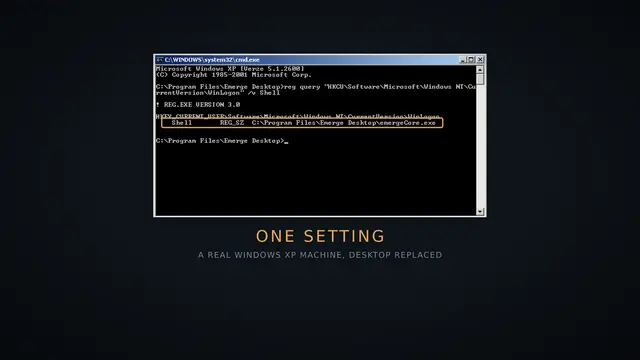 C:\WINDOWS\system32\cmd.exe
Microsoft Windows XP [Verze 5.1.2600]
(C) Copyright 1985-2001 Microsoft Corp.
C:\Program Files\Emerge Desktop>reg query "HKCU\Software\Microsoft\Windows NT\Cu
rrentVersion\WinLogon" /v Shell
! REG.EXE VERSION 3.0
HKEY_CURRENT_USER\Software\Microsoft\Windows NT\CurrentVersion\WinLogon
Shell REG_SZ C:\Program Files\Emerge Desktop\emergeCore.exe
C:\Program Files\Emerge Desktop>_
ONE SETTING
A REAL WINDOWS XP MACHINE, DESKTOP REPLACED